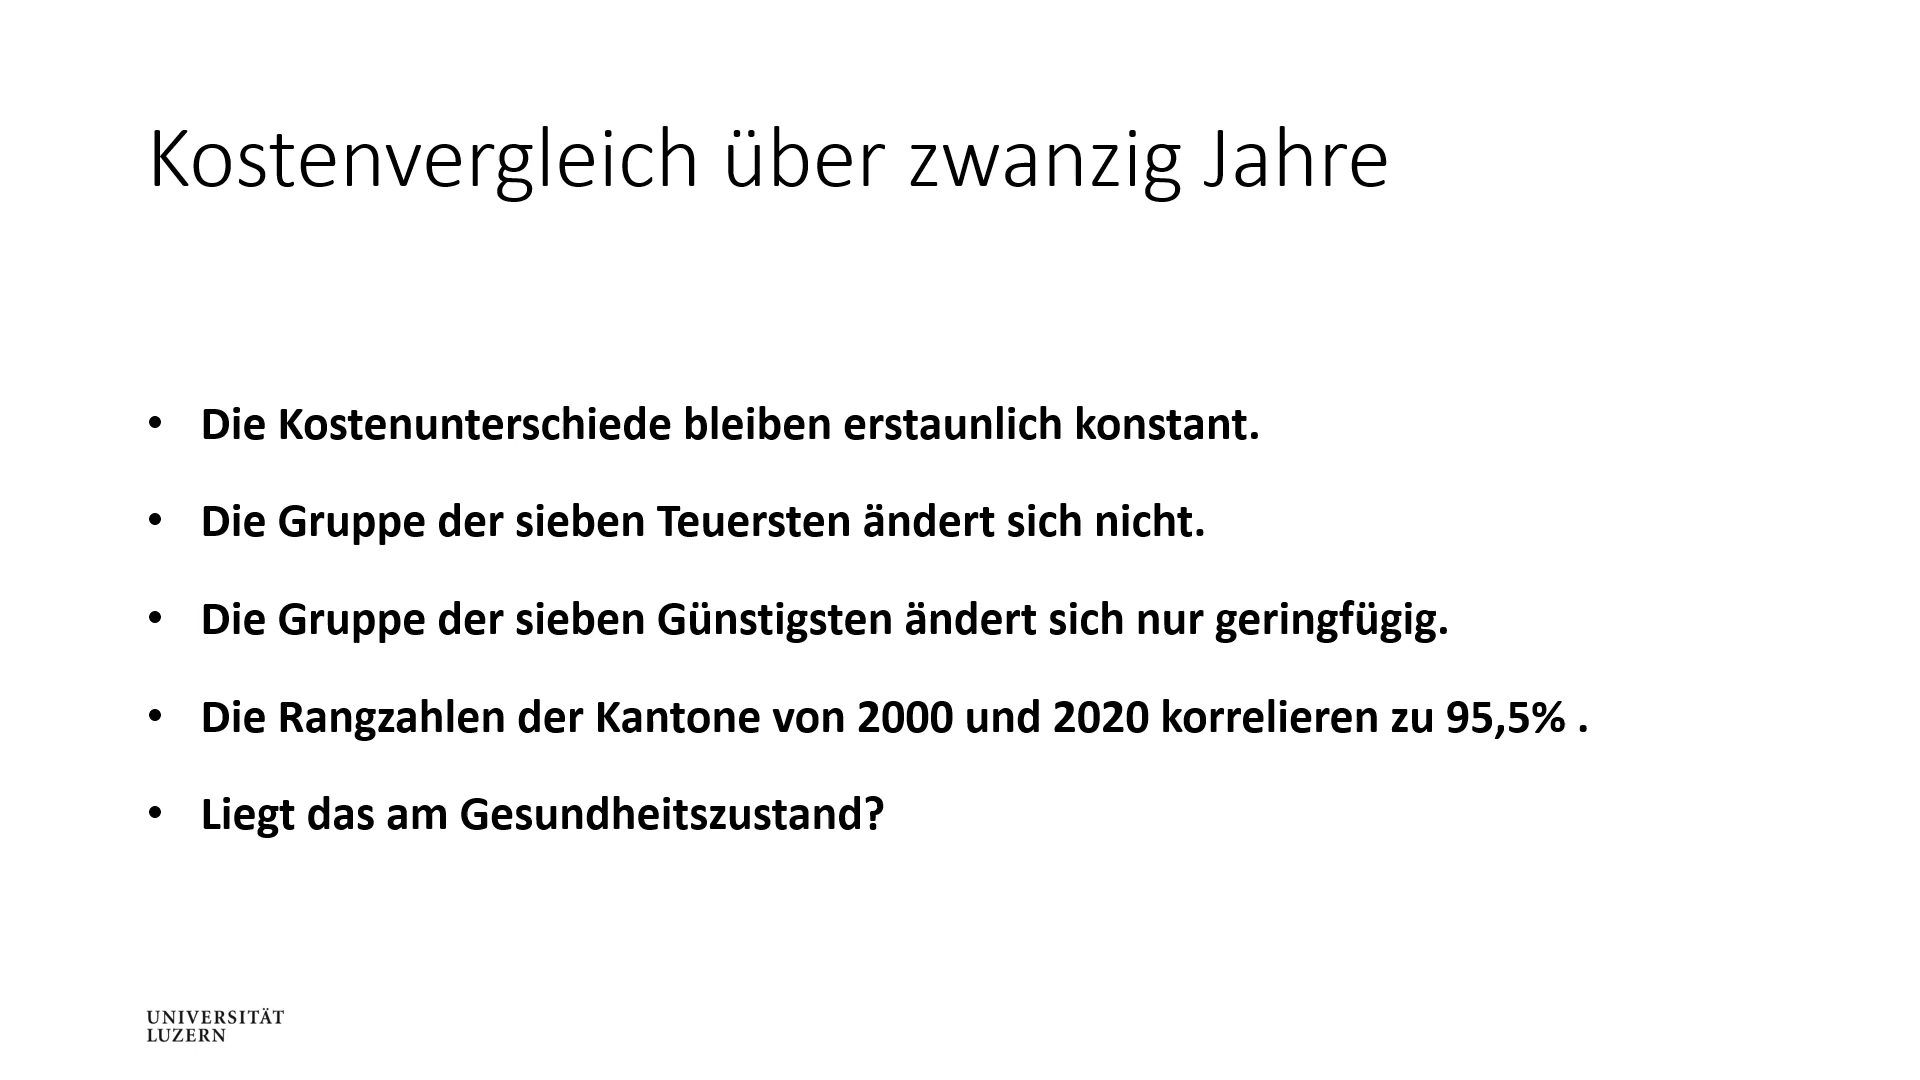 Kostenvergleich über zwanzig Jahre
• Die Kostenunterschiede bleiben erstaunlich konstant.
• Die Gruppe der sieben Teuersten ändert sich nicht.
• Die Gruppe der sieben Günstigsten ändert sich nur geringfügig.
• Die Rangzahlen der Kantone von 2000 und 2020 korrelieren zu 95,5% .
• Liegt das am Gesundheitszustand?
UNIVERSITÄT
LUZERN